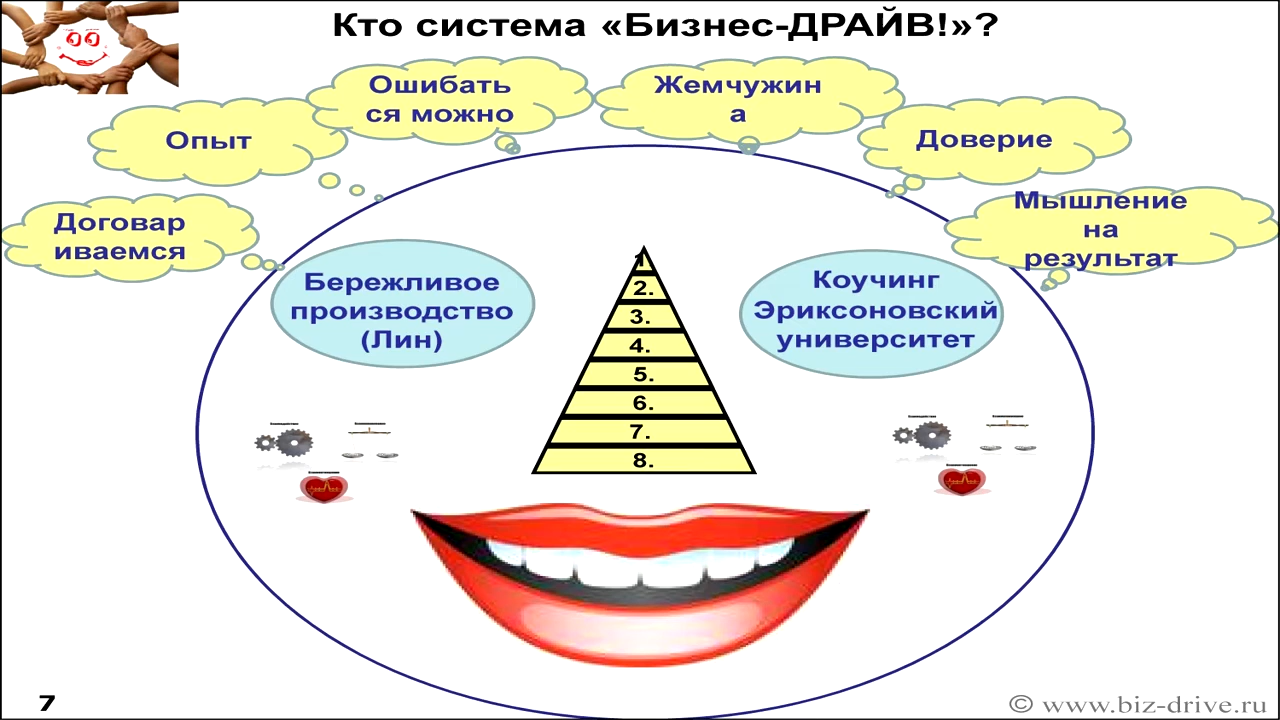 Кто система «Бизнес-ДРАЙВ!»?
Ошибать
ся можно
Жемчужин
а
Опыт
Доверие
Договар
иваемся
Мышление
на
результат
Бережливое
производство
(Лин)
Коучинг
Эриксоновский
университет
1
2.
3.
4.
5.
6.
7.
8.
7
© www.biz-drive.ru